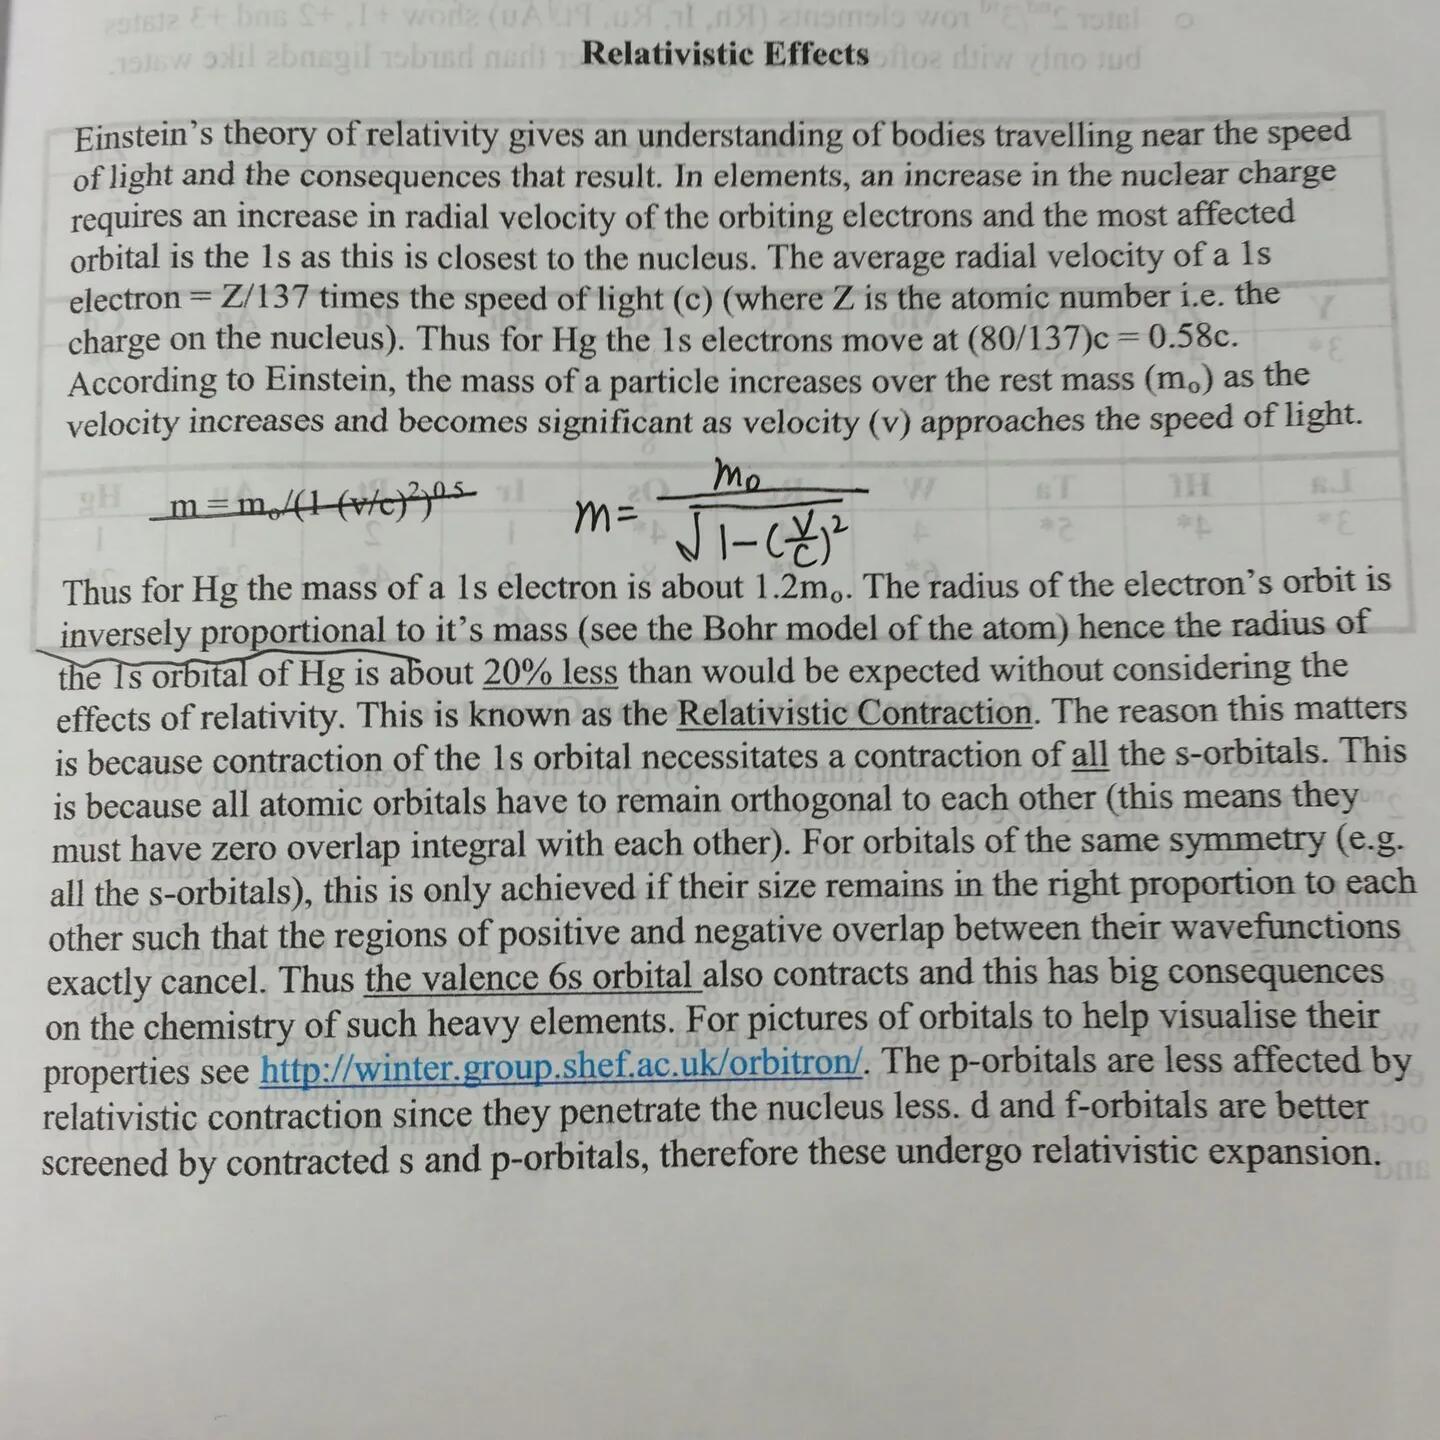 Relativistic Effects
Einstein's theory of relativity gives an understanding of bodies travelling near the speed
of light and the consequences that result. In elements, an increase in the nuclear charge
requires an increase in radial velocity of the orbiting electrons and the most affected
orbital is the 1s as this is closest to the nucleus. The average radial velocity of a 1s
electron = Z/137 times the speed of light (c) (where Z is the atomic number i.e. the
charge on the nucleus). Thus for Hg the 1s electrons move at (80/137)c = 0.58c.
According to Einstein, the mass of a particle increases over the rest mass (mₒ) as the
velocity increases and becomes significant as velocity (v) approaches the speed of light.
m = mₒ/(1-(v/c)²)^0.5 m = m₀/√(1-(v/c)²)
Thus for Hg the mass of a 1s electron is about 1.2mₒ. The radius of the electron's orbit is
inversely proportional to it's mass (see the Bohr model of the atom) hence the radius of
the 1s orbital of Hg is about 20% less than would be expected without considering the
effects of relativity. This is known as the Relativistic Contraction. The reason this matters
is because contraction of the 1s orbital necessitates a contraction of all the s-orbitals. This
is because all atomic orbitals have to remain orthogonal to each other (this means they
must have zero overlap integral with each other). For orbitals of the same symmetry (e.g.
all the s-orbitals), this is only achieved if their size remains in the right proportion to each
other such that the regions of positive and negative overlap between their wavefunctions
exactly cancel. Thus the valence 6s orbital also contracts and this has big consequences
on the chemistry of such heavy elements. For pictures of orbitals to help visualise their
properties see http://winter.group.shef.ac.uk/orbitron/. The p-orbitals are less affected by
relativistic contraction since they penetrate the nucleus less. d and f-orbitals are better
screened by contracted s and p-orbitals, therefore these undergo relativistic expansion.